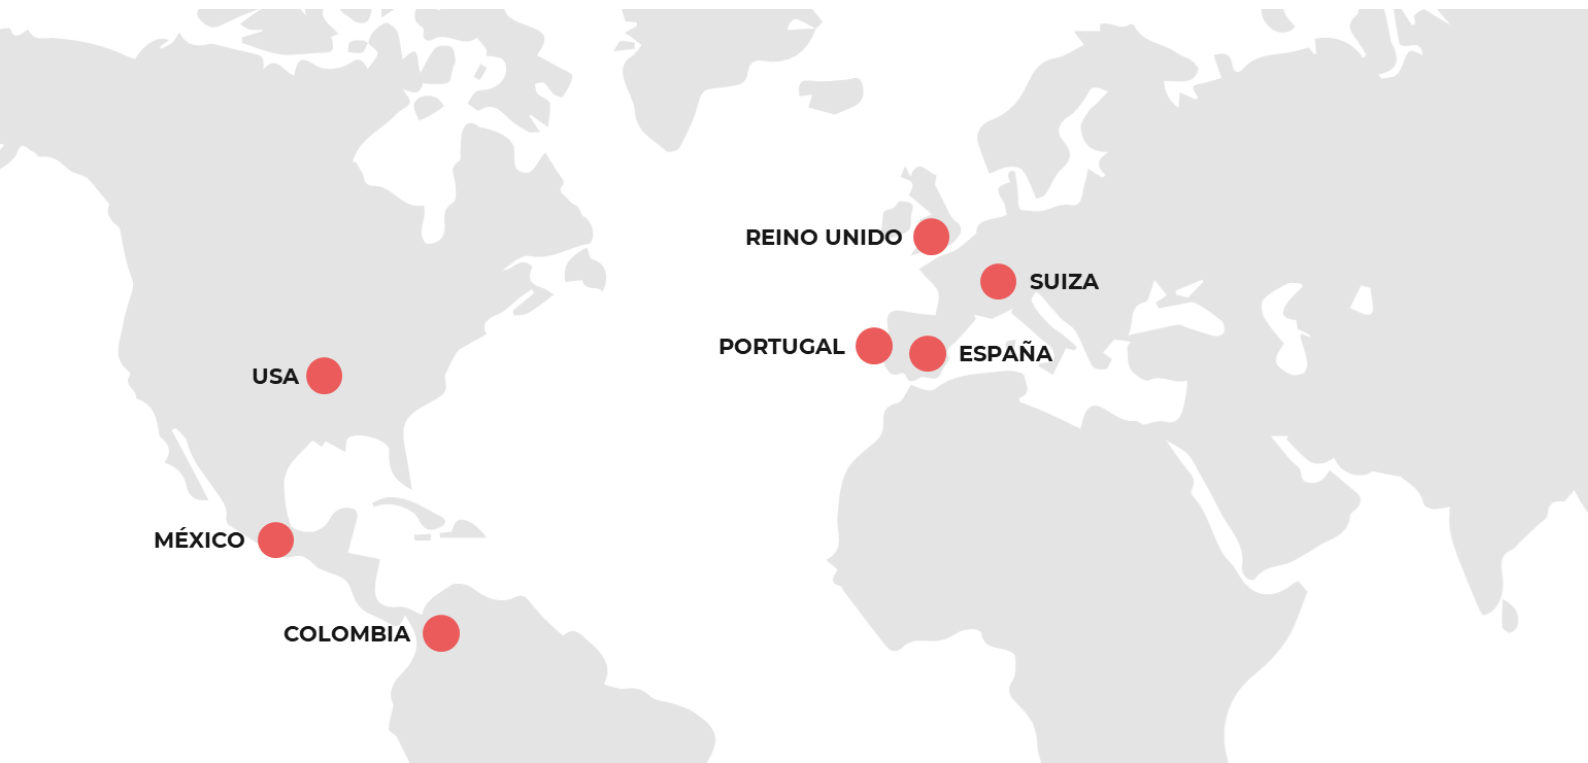 REINO UNIDO
SUIZA
PORTUGAL
ESPAÑA
USA
MÉXICO
COLOMBIA